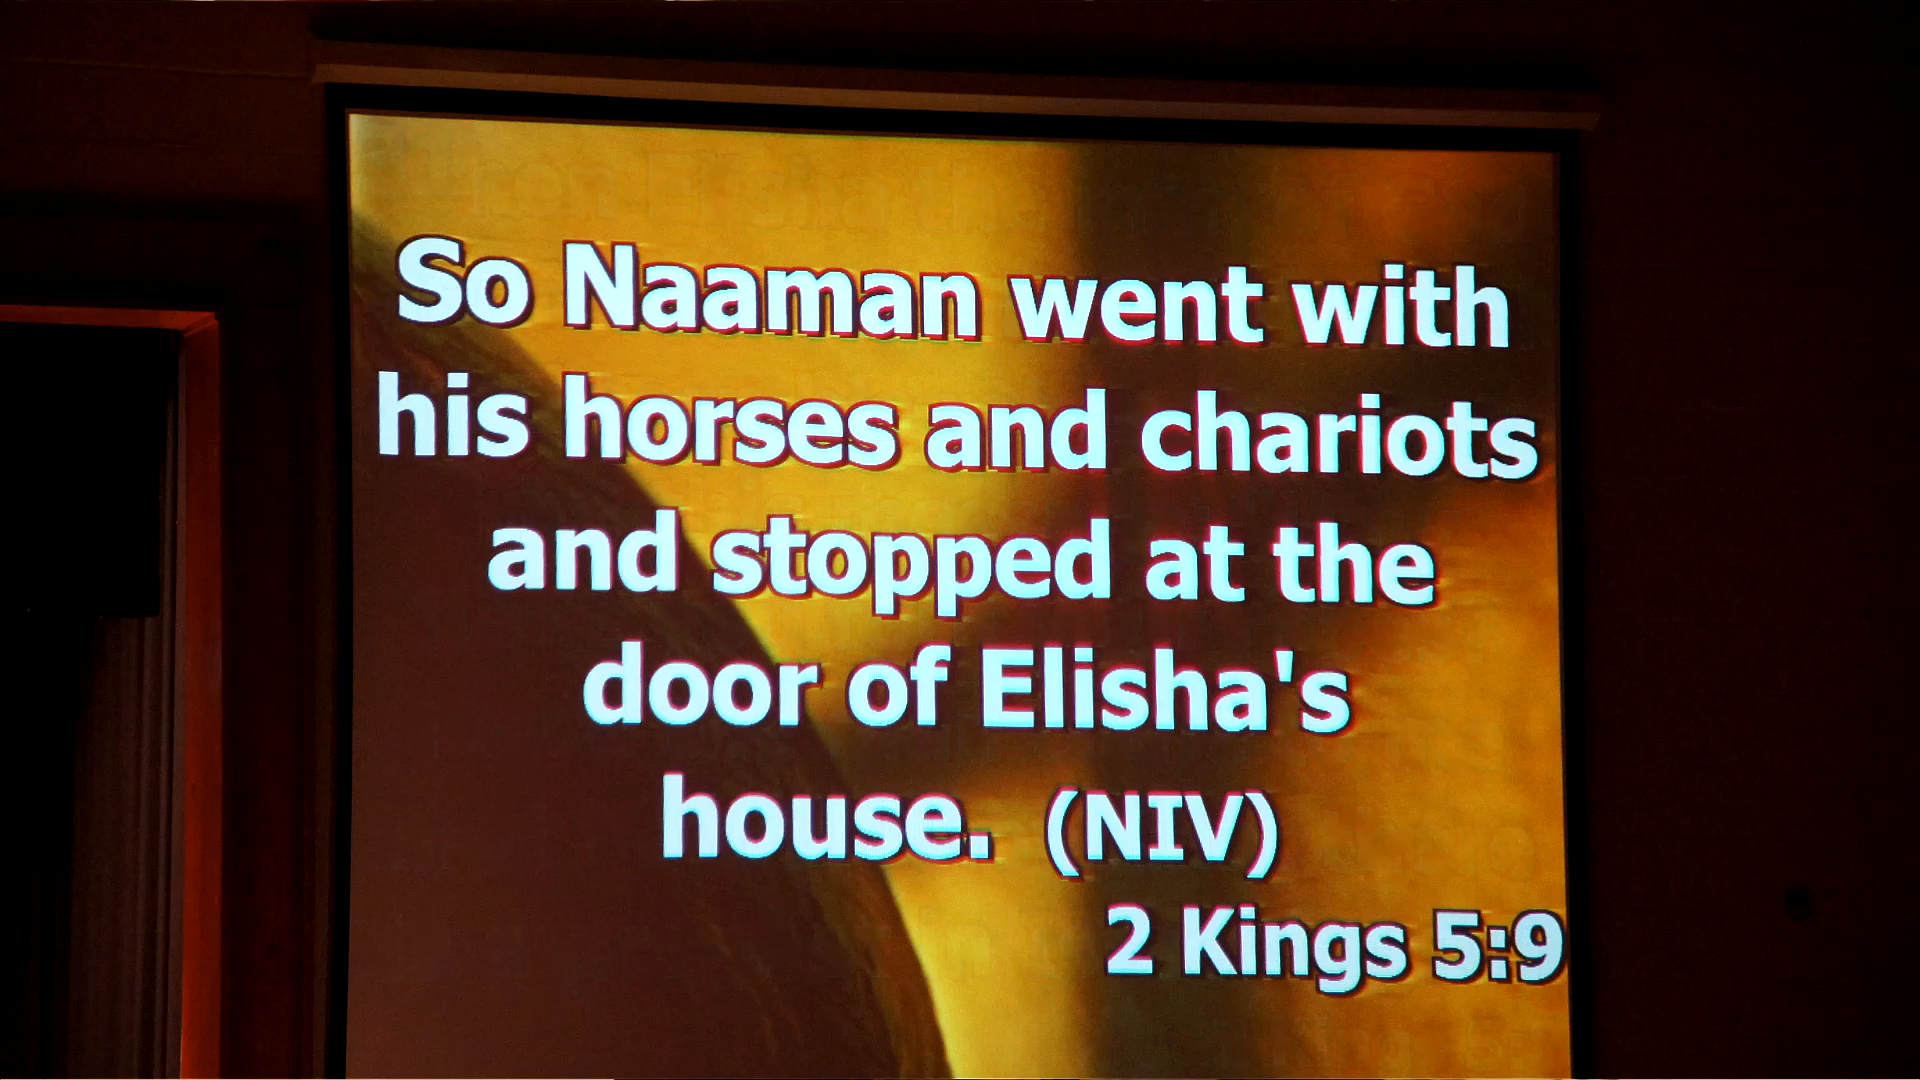 So Naaman went with
his horses and chariots
and stopped at the
door of Elisha's
house. (NIV)
2 Kings 5:9